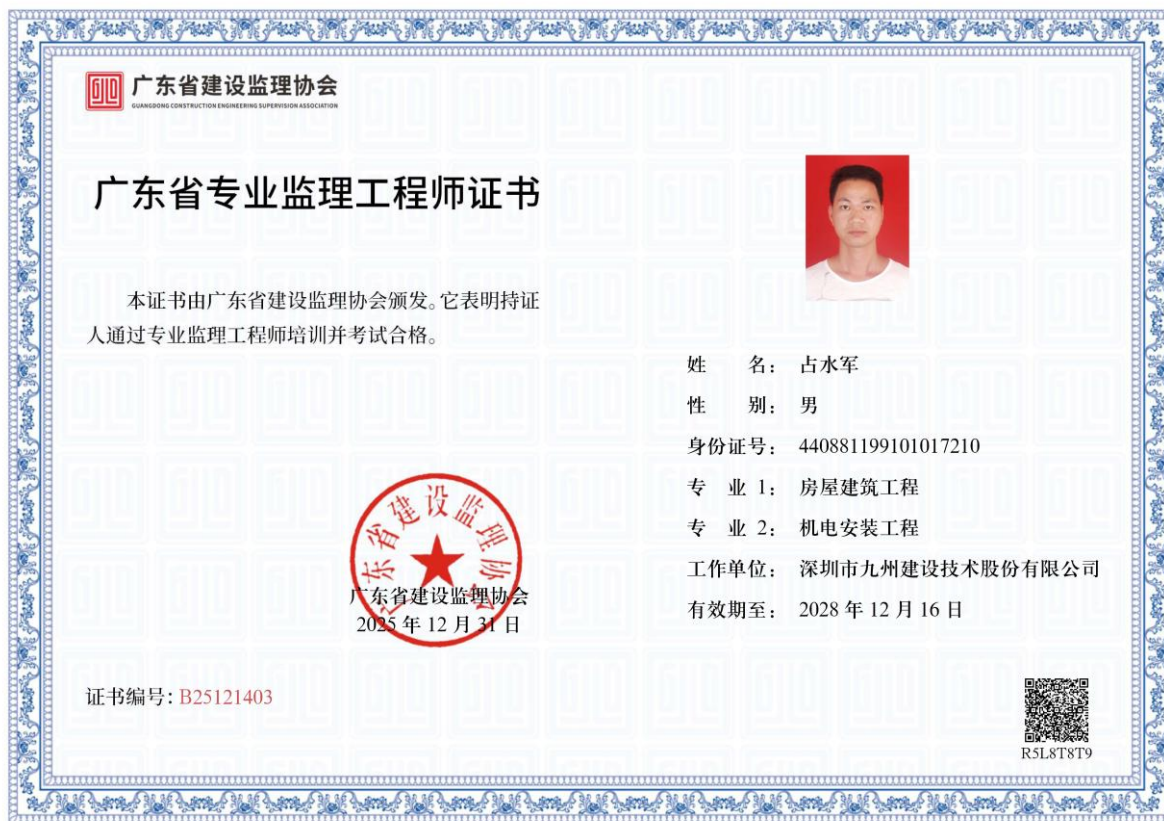 广东省建设监理协会
GUANGDONG CONSTRUCTION ENGINEERING SUPERVISION ASSOCIATION
广东省专业监理工程师证书
本证书由广东省建设监理协会颁发。它表明持证
人通过专业监理工程师培训并考试合格。
姓 名： 占水军
性 别： 男
身份证号： 440881199101017210
专 业 1： 房屋建筑工程
专 业 2： 机电安装工程
工作单位： 深圳市九州建设技术股份有限公司
有效期至： 2028 年 12 月 16 日
广东省建设监理协会
广东省建设监理协会
2025 年 12 月 31 日
证书编号：B25121403
R5L8T8T9